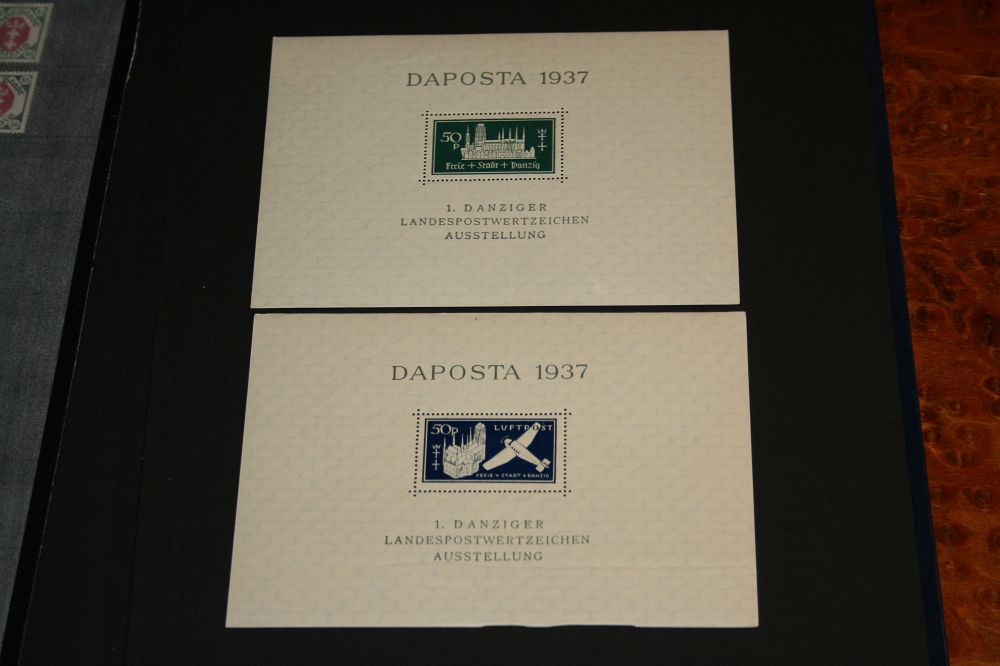 DAPOSTA 1937
50
P
Freie + Stadt + Danzig
1. DANZIGER
LANDESPOSTWERTZEICHEN
AUSSTELLUNG
DAPOSTA 1937
50P LUFTPOST
FREIE + STADT + DANZIG
1. DANZIGER
LANDESPOSTWERTZEICHEN
AUSSTELLUNG